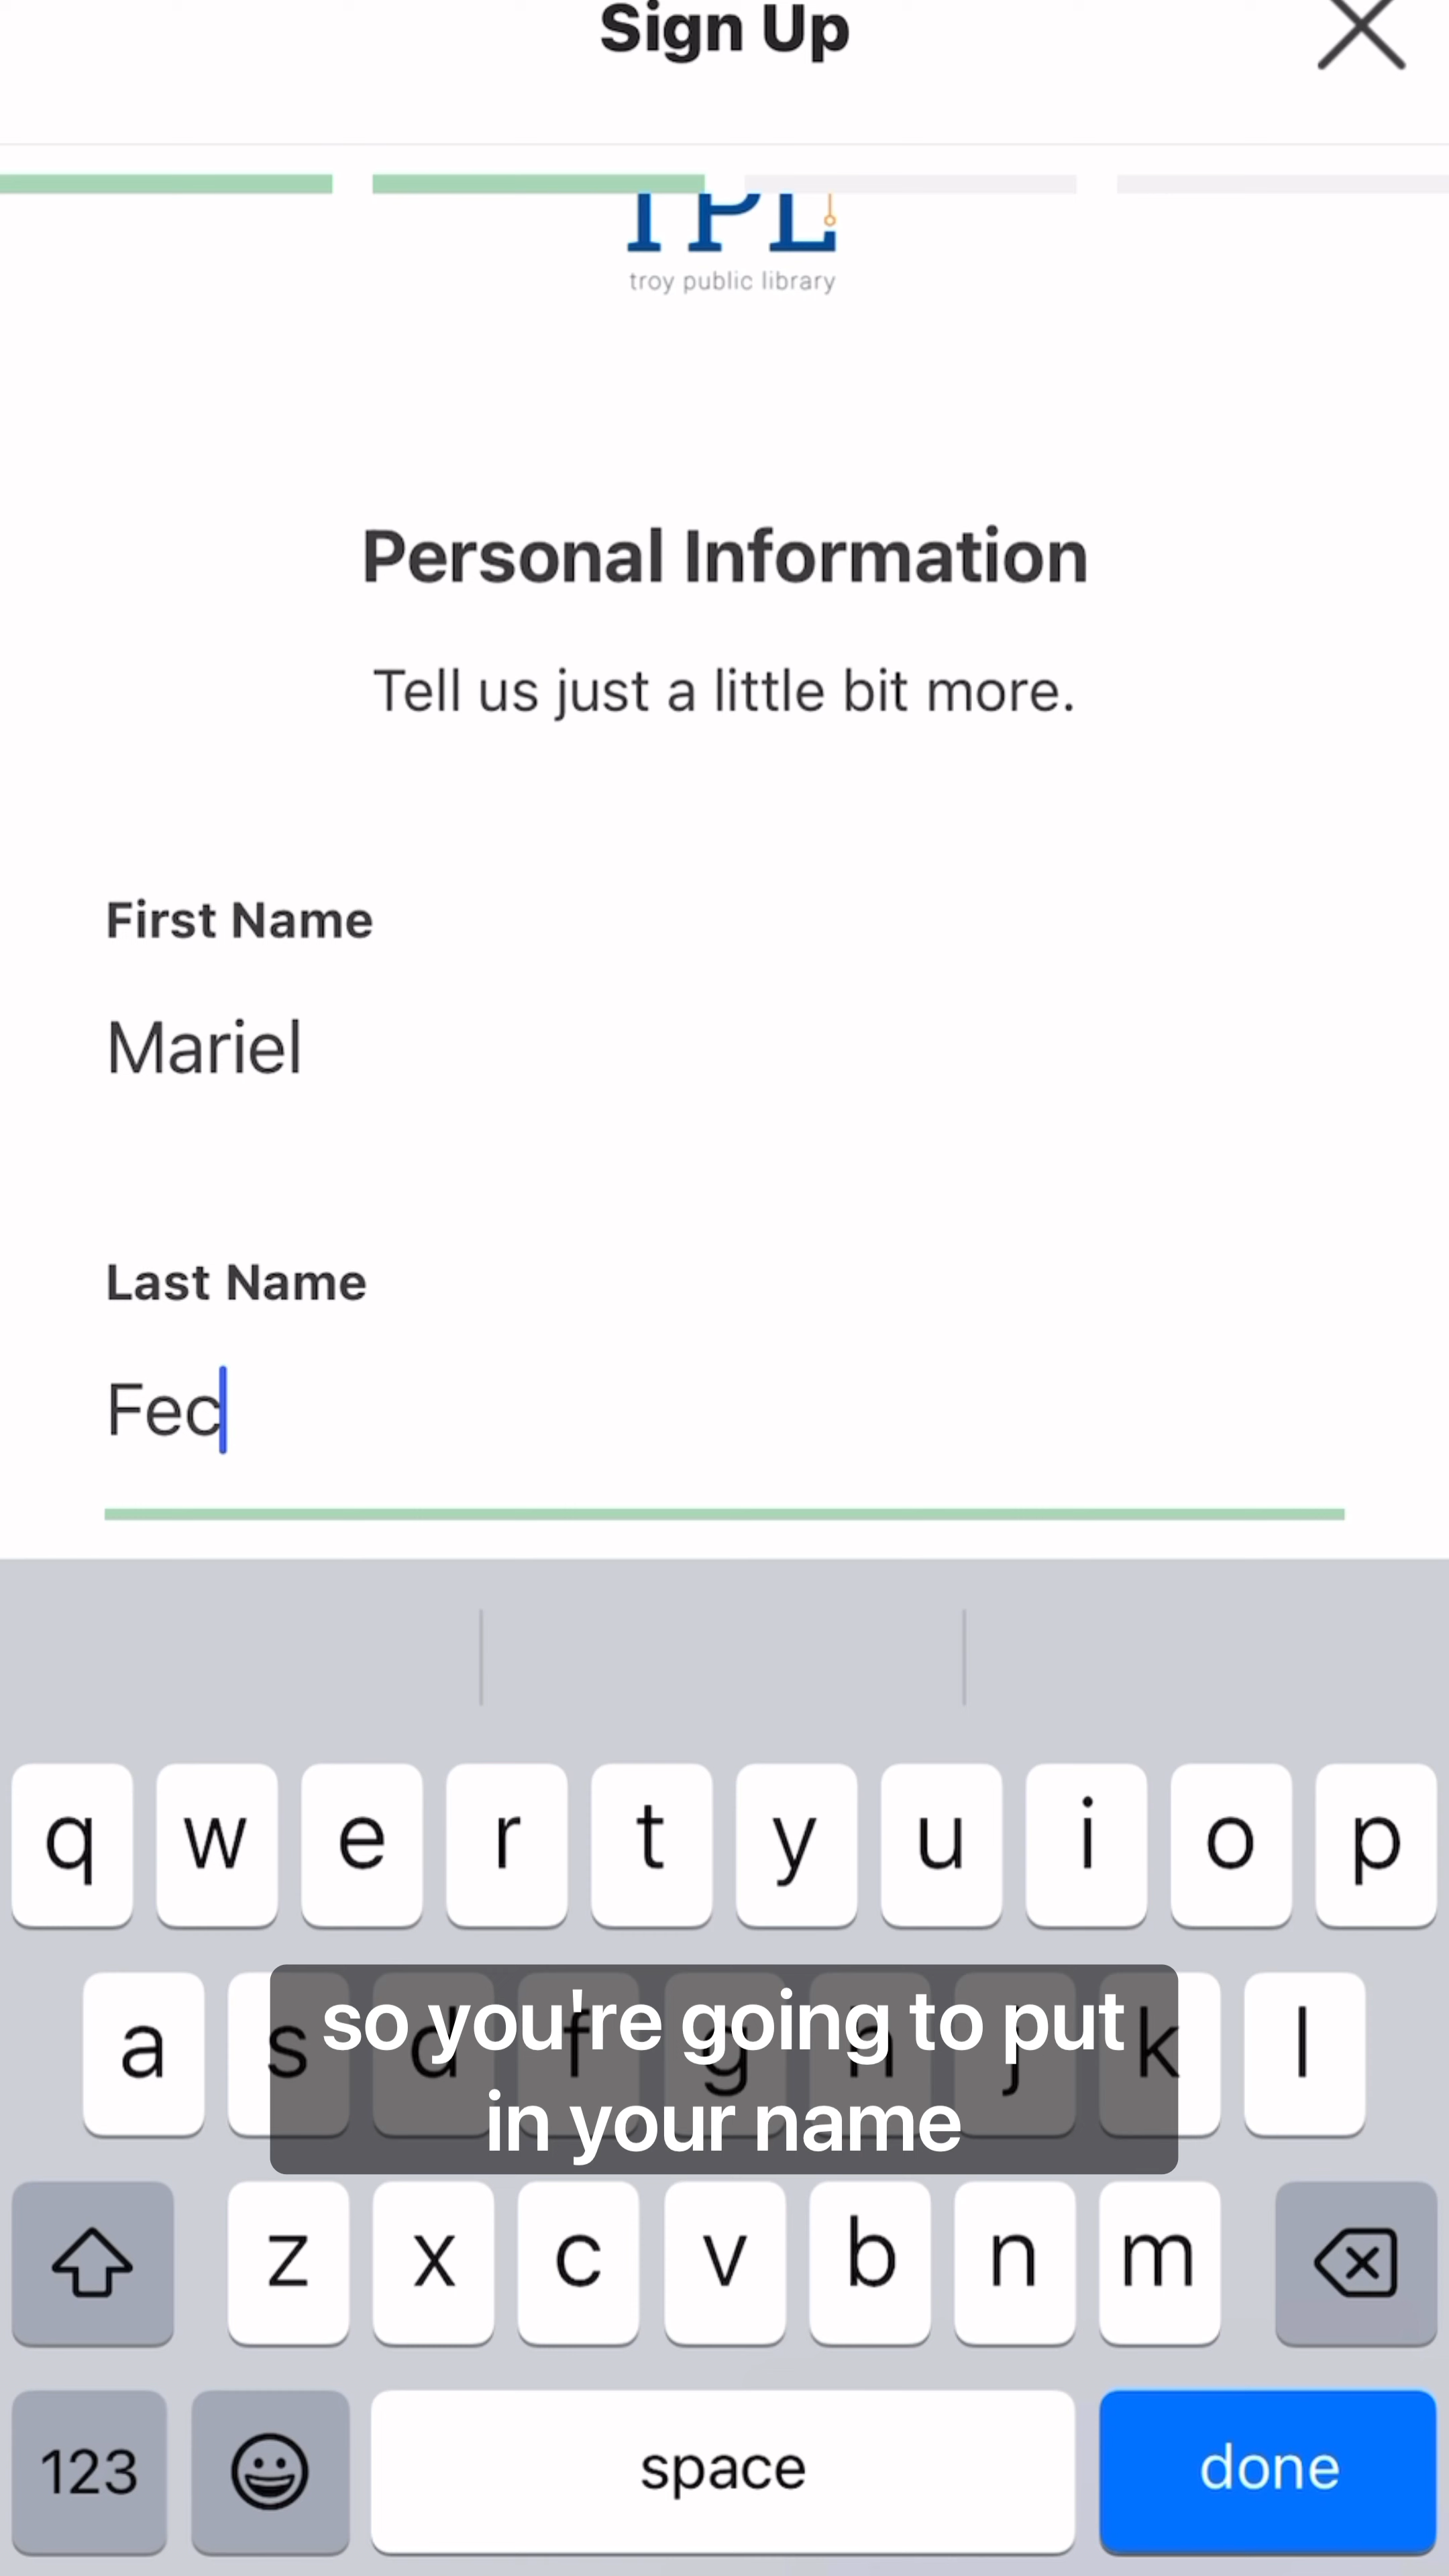 Sign Up
TPL
troy public library
Personal Information
Tell us just a little bit more.
First Name
Mariel
Last Name
Fec
q w e r t y u i o p
a s d f g h j k l
so you're going to put
in your name
z x c v b n m
123 space done